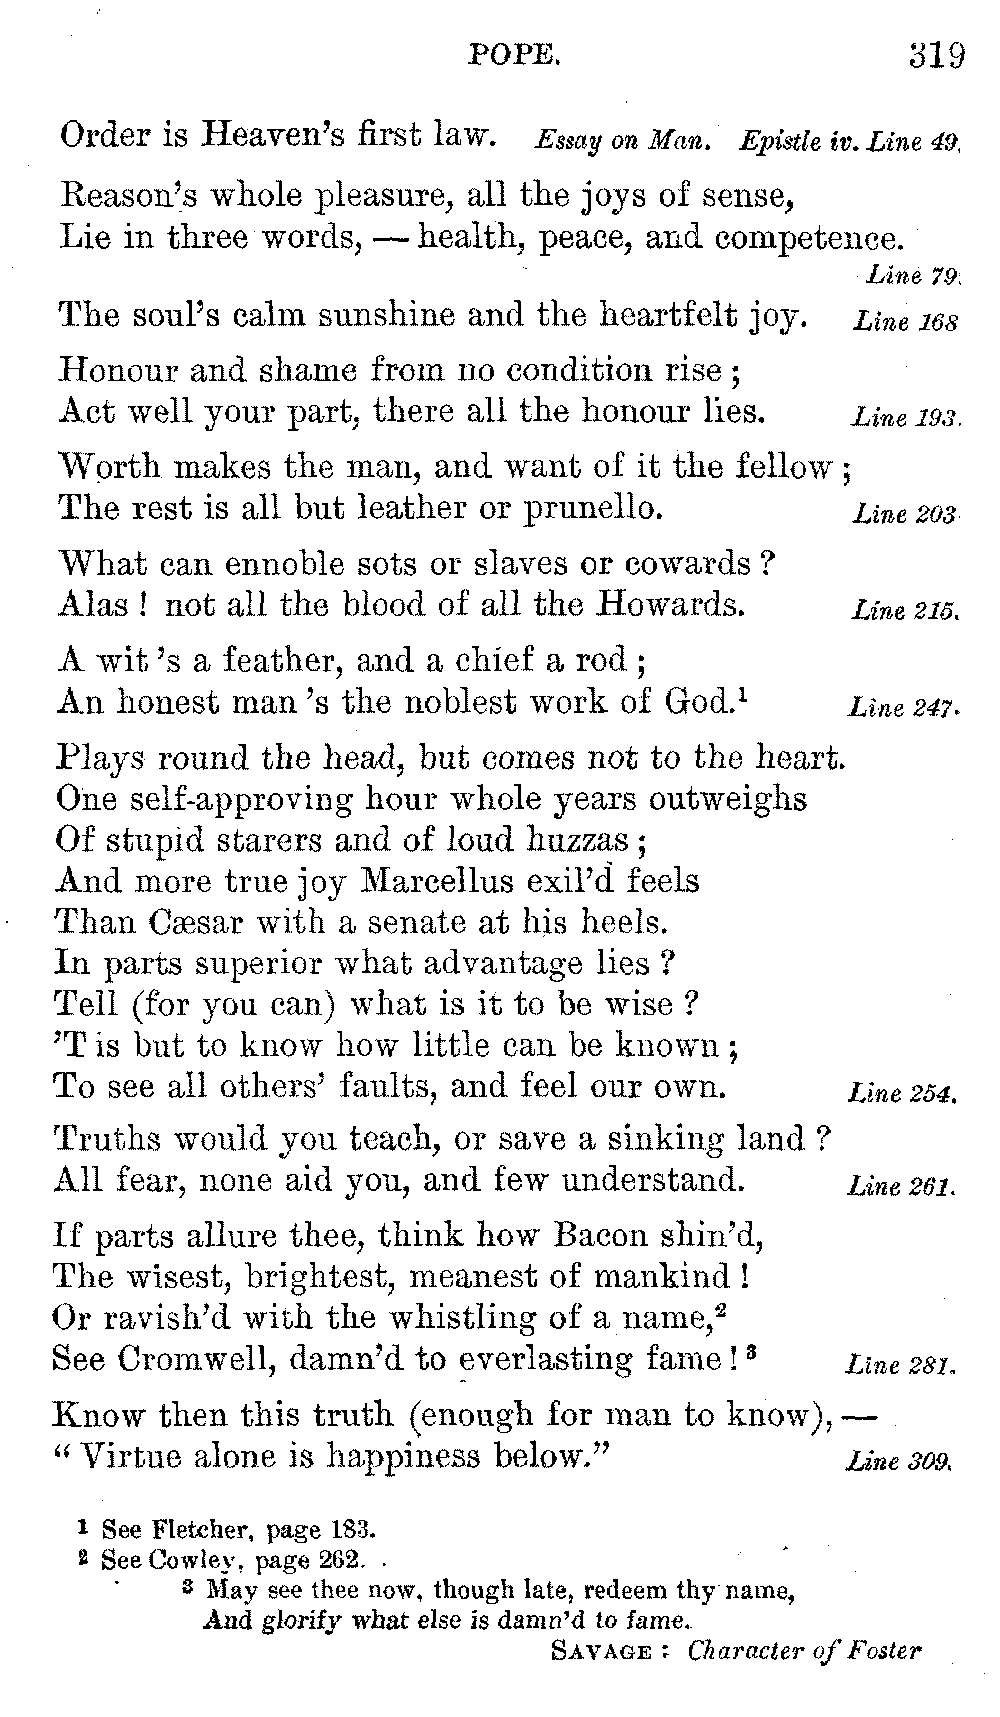 POPE. 319
Order is Heaven's first law. Essay on Man. Epistle iv. Line 49.
Reason's whole pleasure, all the joys of sense,
Lie in three words, — health, peace, and competence.
Line 79.
The soul's calm sunshine and the heartfelt joy. Line 168
Honour and shame from no condition rise ;
Act well your part, there all the honour lies. Line 193.
Worth makes the man, and want of it the fellow ;
The rest is all but leather or prunello. Line 203
What can ennoble sots or slaves or cowards ?
Alas ! not all the blood of all the Howards. Line 215.
A wit 's a feather, and a chief a rod ;
An honest man 's the noblest work of God.¹ Line 247.
Plays round the head, but comes not to the heart.
One self-approving hour whole years outweighs
Of stupid starers and of loud huzzas ;
And more true joy Marcellus exil'd feels
Than Cæsar with a senate at his heels.
In parts superior what advantage lies ?
Tell (for you can) what is it to be wise ?
'T is but to know how little can be known ;
To see all others' faults, and feel our own. Line 254.
Truths would you teach, or save a sinking land ?
All fear, none aid you, and few understand. Line 261.
If parts allure thee, think how Bacon shin'd,
The wisest, brightest, meanest of mankind !
Or ravish'd with the whistling of a name,²
See Cromwell, damn'd to everlasting fame ! ³ Line 281.
Know then this truth (enough for man to know), —
“ Virtue alone is happiness below.” Line 309.
1 See Fletcher, page 183.
2 See Cowley, page 262.
3 May see thee now, though late, redeem thy name,
And glorify what else is damn'd to fame.
SAVAGE : Character of Foster